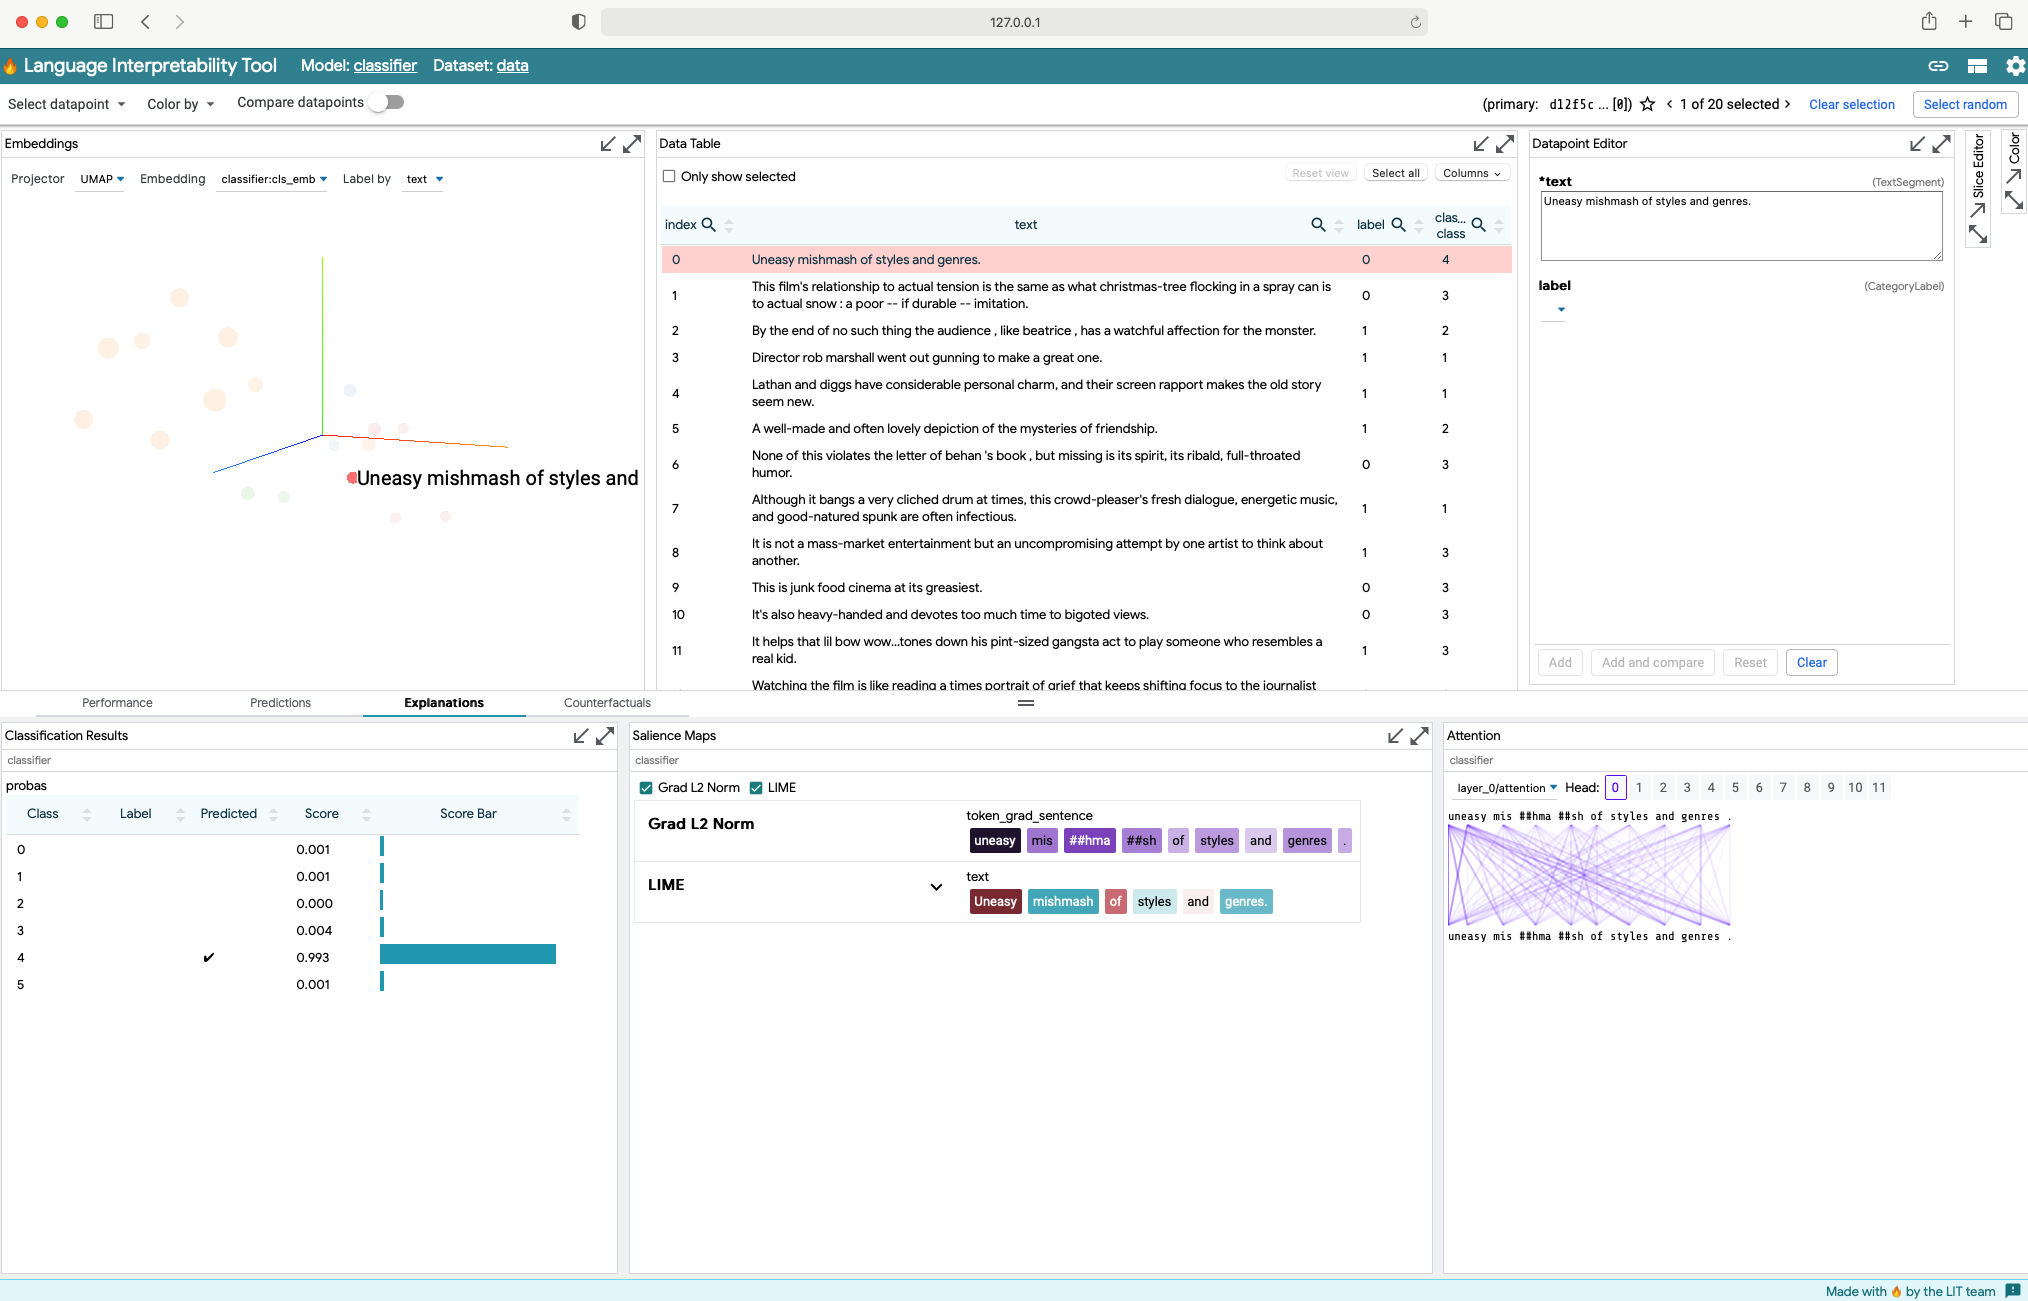 127.0.0.1
Language Interpretability Tool Model: classifier Dataset: data
Select datapoint Color by Compare datapoints (primary: d12f5c ... [0]) 1 of 20 selected Clear selection Select random
Embeddings
Projector UMAP Embedding classifier:cls_emb Label by text
Uneasy mishmash of styles and
Data Table
Only show selected Reset view Select all Columns
index text label clas... class
0 Uneasy mishmash of styles and genres. 0 4
1 This film's relationship to actual tension is the same as what christmas-tree flocking in a spray can is
to actual snow : a poor -- if durable -- imitation. 0 3
2 By the end of no such thing the audience , like beatrice , has a watchful affection for the monster. 1 2
3 Director rob marshall went out gunning to make a great one. 1 1
4 Lathan and diggs have considerable personal charm, and their screen rapport makes the old story
seem new. 1 1
5 A well-made and often lovely depiction of the mysteries of friendship. 1 2
6 None of this violates the letter of behan 's book , but missing is its spirit, its ribald, full-throated
humor. 0 3
7 Although it bangs a very cliched drum at times, this crowd-pleaser's fresh dialogue, energetic music,
and good-natured spunk are often infectious. 1 1
8 It is not a mass-market entertainment but an uncompromising attempt by one artist to think about
another. 1 3
9 This is junk food cinema at its greasiest. 0 3
10 It's also heavy-handed and devotes too much time to bigoted views. 0 3
11 It helps that lil bow wow...tones down his pint-sized gangsta act to play someone who resembles a
real kid. 1 3
Watching the film is like reading a times portrait of grief that keeps shifting focus to the journalist
Datapoint Editor
*text (TextSegment)
Uneasy mishmash of styles and genres.
label (CategoryLabel)
Add Add and compare Reset Clear
Slice Editor
Color
Performance Predictions Explanations Counterfactuals
Classification Results
classifier
probas
Class Label Predicted Score Score Bar
0 0.001
1 0.001
2 0.000
3 0.004
4 ✔ 0.993
5 0.001
Salience Maps
classifier
Grad L2 Norm LIME
Grad L2 Norm
token_grad_sentence
uneasy mis ##hma ##sh of styles and genres .
LIME
text
Uneasy mishmash of styles and genres.
Attention
classifier
layer_0/attention Head: 0 1 2 3 4 5 6 7 8 9 10 11
uneasy mis ##hma ##sh of styles and genres .
uneasy mis ##hma ##sh of styles and genres .
Made with 🔥 by the LIT team